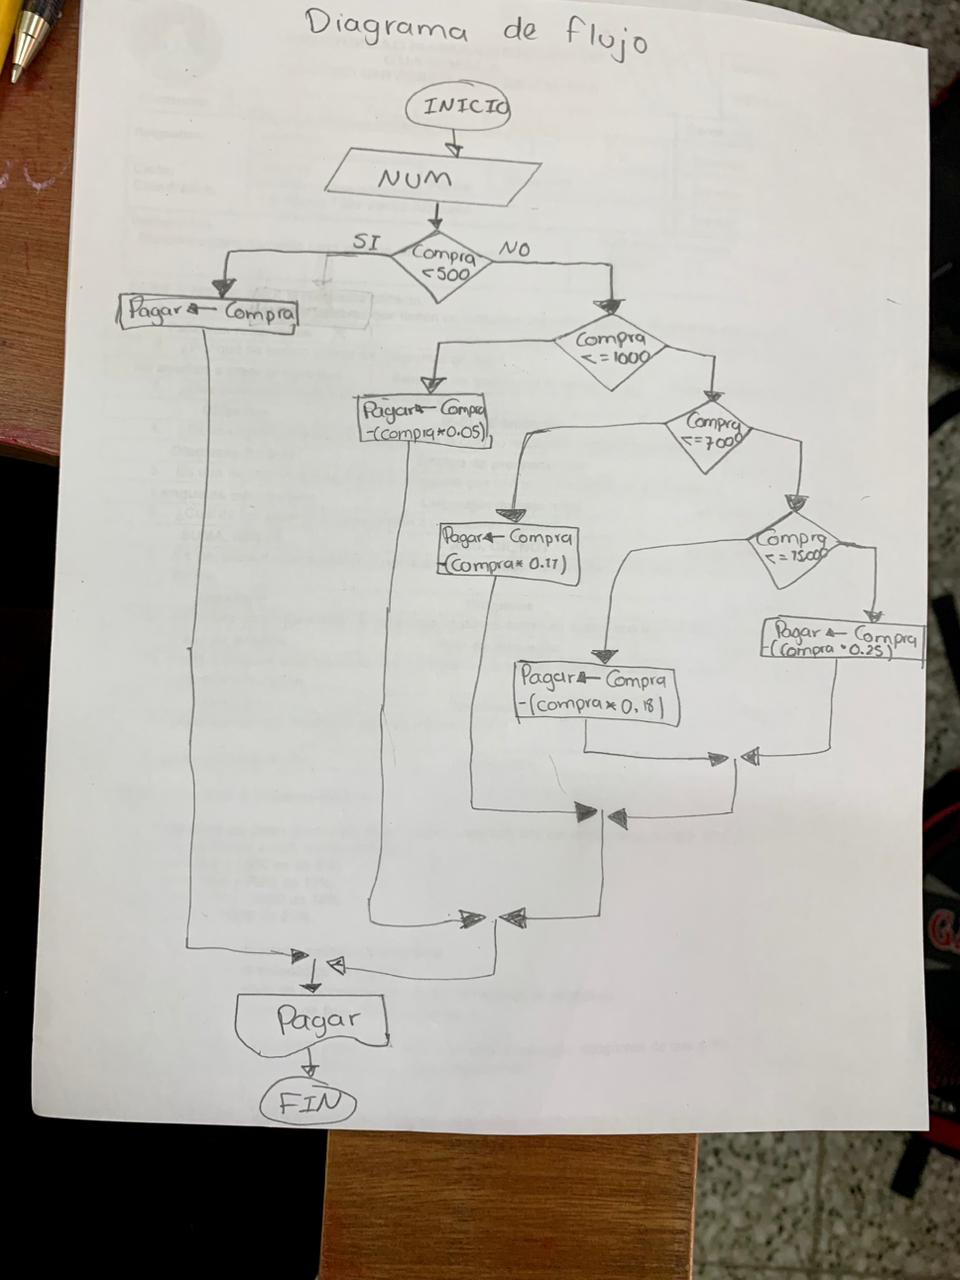 Diagrama de flujo
INICIO
NUM
SI
NO
Compra
<500
Pagar ← Compra
Compra
<=1000
Pagar ← Compra
-(compra*0.05)
Compra
<=7000
Pagar ← Compra
-(compra* 0.11)
Compra
<=15000
Pagar ← Compra
-(compra*0.25)
Pagar ← Compra
-(compra* 0.18)
Pagar
FIN